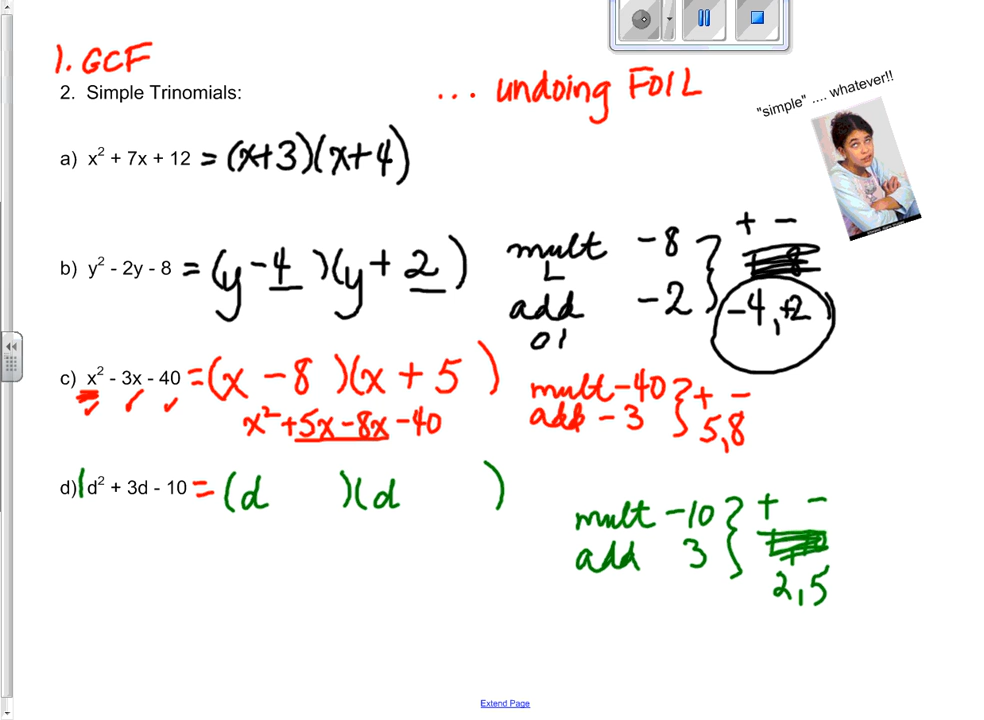 1. GCF
2. Simple Trinomials:
... undoing FOIL
"simple" .... whatever!!
a) x² + 7x + 12 = (x+3)(x+4)
b) y² - 2y - 8 = (y - 4)(y + 2)
mult -8 } + -
L
add -2
-4, +2
OI
c) x² - 3x - 40 = (x - 8)(x + 5)
x² + 5x - 8x - 40
mult -40 } + -
add -3 5,8
d) 1d² + 3d - 10 = (d )(d )
mult -10 } + -
add 3
2,5
Extend Page